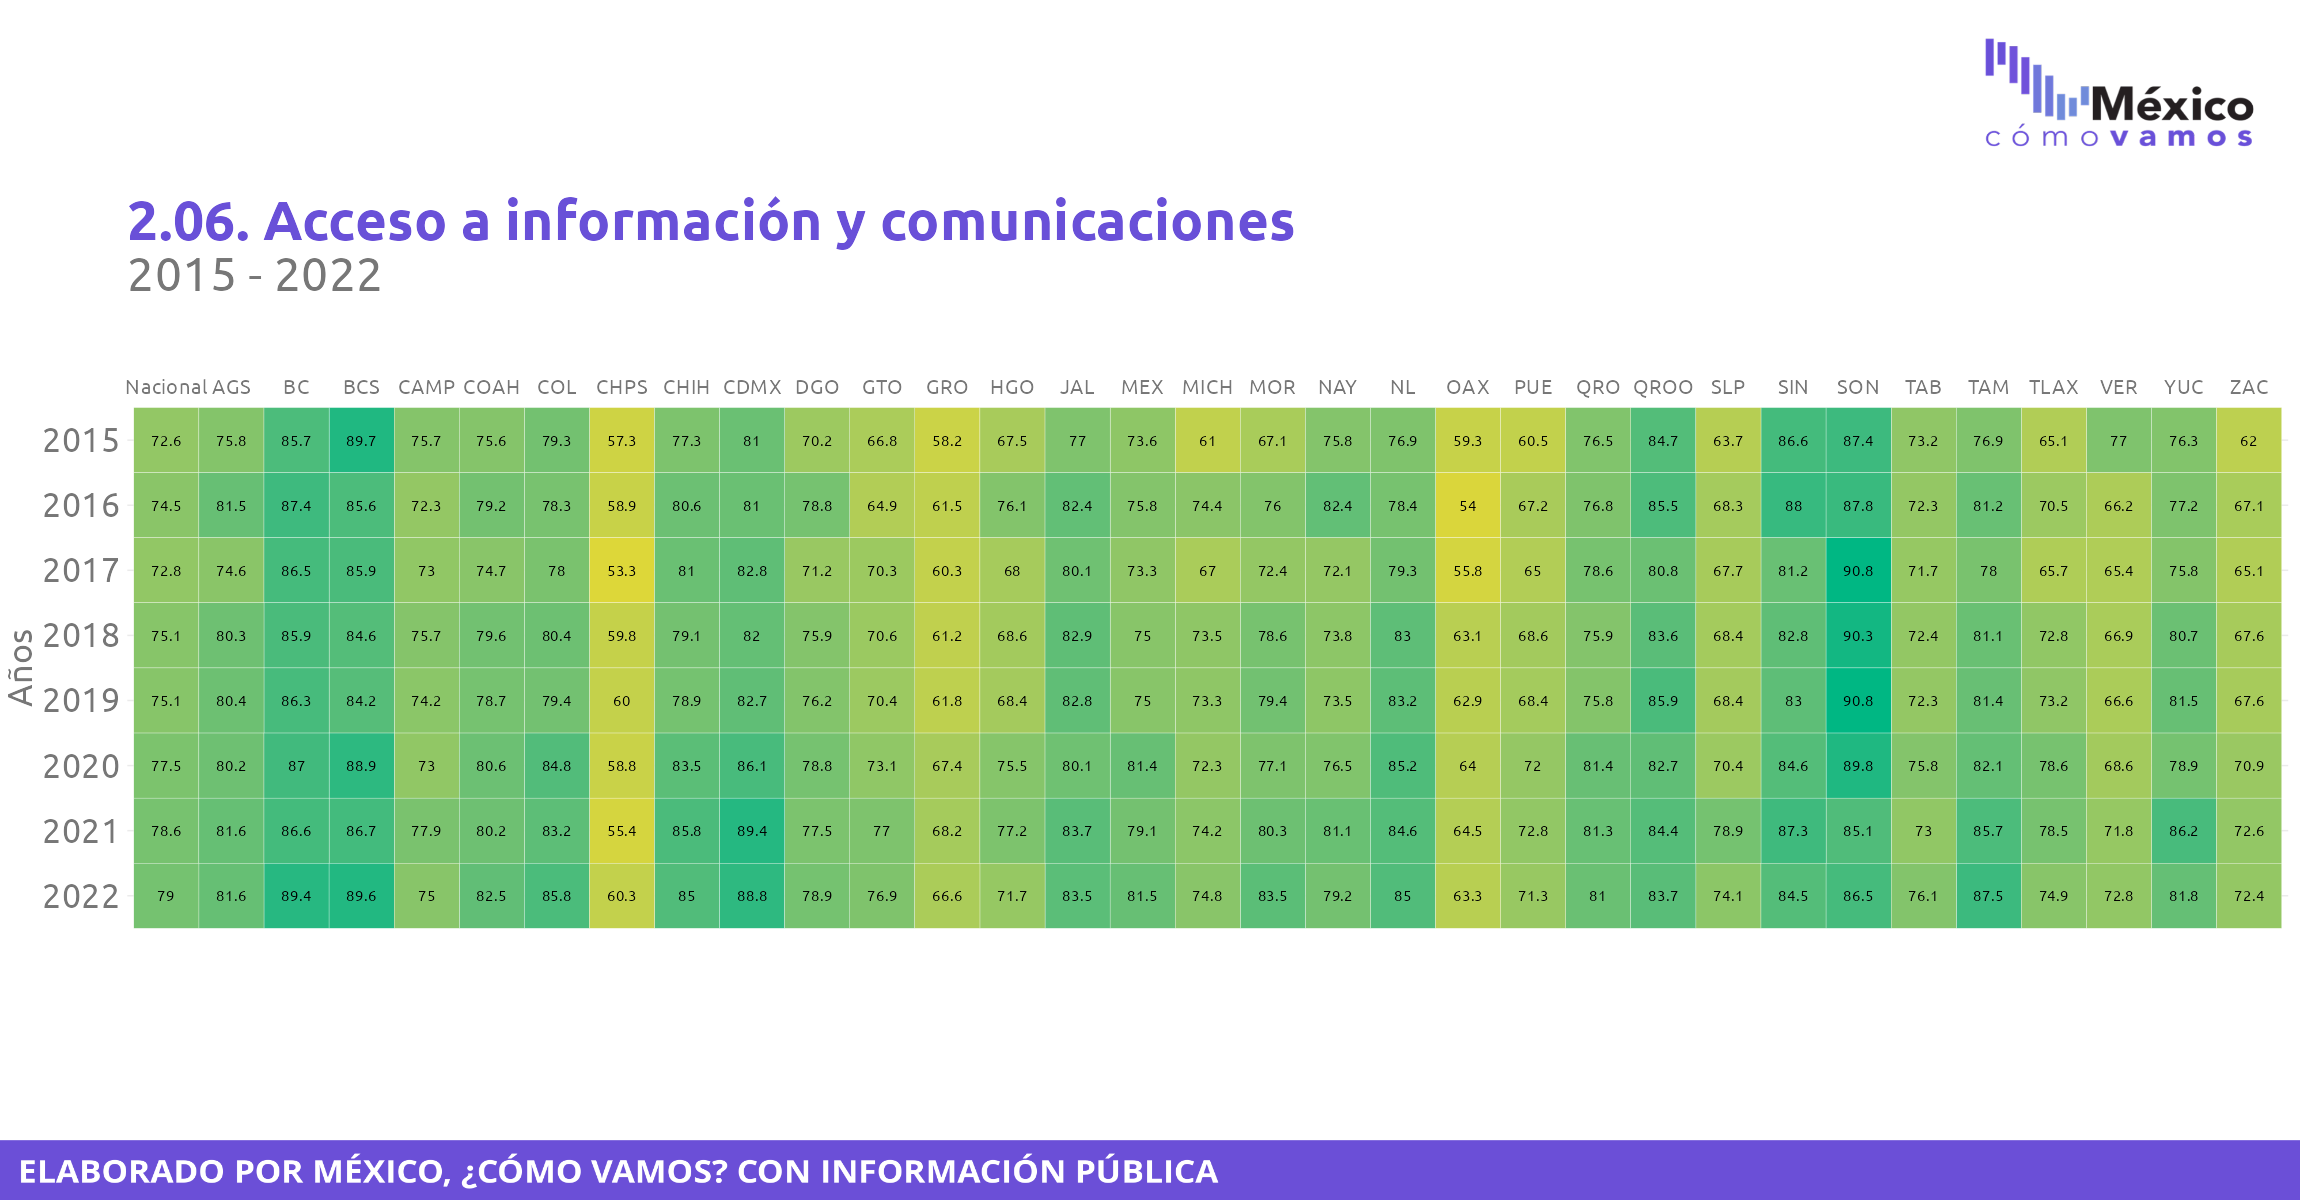 México
cómovamos
2.06. Acceso a información y comunicaciones
2015 - 2022
Nacional AGS BC BCS CAMP COAH COL CHPS CHIH CDMX DGO GTO GRO HGO JAL MEX MICH MOR NAY NL OAX PUE QRO QROO SLP SIN SON TAB TAM TLAX VER YUC ZAC
2015 72.6 75.8 85.7 89.7 75.7 75.6 79.3 57.3 77.3 81 70.2 66.8 58.2 67.5 77 73.6 61 67.1 75.8 76.9 59.3 60.5 76.5 84.7 63.7 86.6 87.4 73.2 76.9 65.1 77 76.3 62
2016 74.5 81.5 87.4 85.6 72.3 79.2 78.3 58.9 80.6 81 78.8 64.9 61.5 76.1 82.4 75.8 74.4 76 82.4 78.4 54 67.2 76.8 85.5 68.3 88 87.8 72.3 81.2 70.5 66.2 77.2 67.1
2017 72.8 74.6 86.5 85.9 73 74.7 78 53.3 81 82.8 71.2 70.3 60.3 68 80.1 73.3 67 72.4 72.1 79.3 55.8 65 78.6 80.8 67.7 81.2 90.8 71.7 78 65.7 65.4 75.8 65.1
2018 75.1 80.3 85.9 84.6 75.7 79.6 80.4 59.8 79.1 82 75.9 70.6 61.2 68.6 82.9 75 73.5 78.6 73.8 83 63.1 68.6 75.9 83.6 68.4 82.8 90.3 72.4 81.1 72.8 66.9 80.7 67.6
2019 75.1 80.4 86.3 84.2 74.2 78.7 79.4 60 78.9 82.7 76.2 70.4 61.8 68.4 82.8 75 73.3 79.4 73.5 83.2 62.9 68.4 75.8 85.9 68.4 83 90.8 72.3 81.4 73.2 66.6 81.5 67.6
2020 77.5 80.2 87 88.9 73 80.6 84.8 58.8 83.5 86.1 78.8 73.1 67.4 75.5 80.1 81.4 72.3 77.1 76.5 85.2 64 72 81.4 82.7 70.4 84.6 89.8 75.8 82.1 78.6 68.6 78.9 70.9
2021 78.6 81.6 86.6 86.7 77.9 80.2 83.2 55.4 85.8 89.4 77.5 77 68.2 77.2 83.7 79.1 74.2 80.3 81.1 84.6 64.5 72.8 81.3 84.4 78.9 87.3 85.1 73 85.7 78.5 71.8 86.2 72.6
2022 79 81.6 89.4 89.6 75 82.5 85.8 60.3 85 88.8 78.9 76.9 66.6 71.7 83.5 81.5 74.8 83.5 79.2 85 63.3 71.3 81 83.7 74.1 84.5 86.5 76.1 87.5 74.9 72.8 81.8 72.4
Años
ELABORADO POR MÉXICO, ¿CÓMO VAMOS? CON INFORMACIÓN PÚBLICA